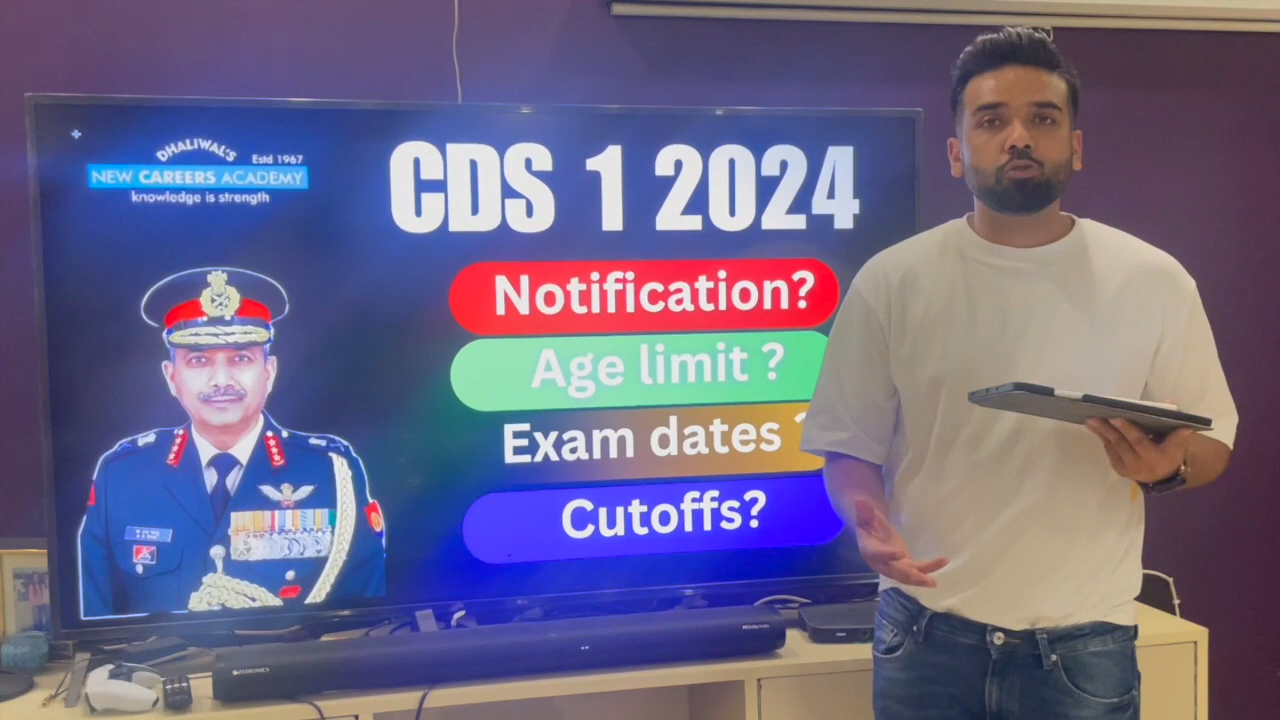 DHALIWAL'S
Estd 1967
NEW CAREERS ACADEMY
knowledge is strength
CDS 1 2024
Notification?
Age limit ?
Exam dates ?
Cutoffs?
ZEBRONICS